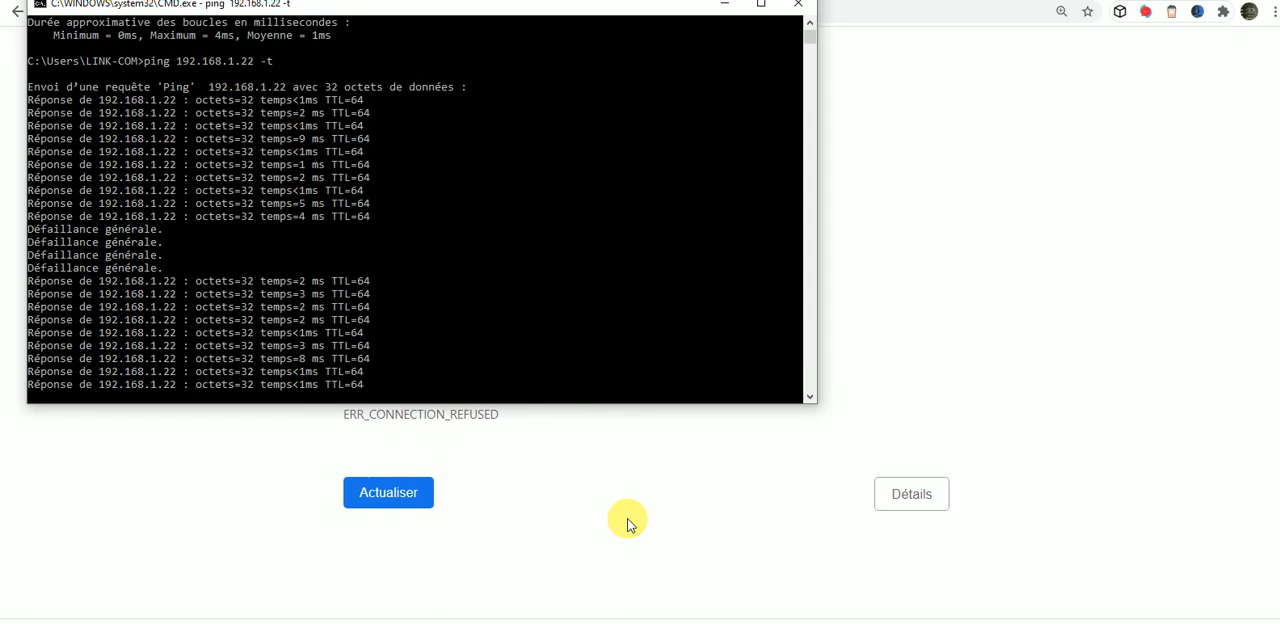 C:\WINDOWS\system32\CMD.exe - ping 192.168.1.22 -t
Durée approximative des boucles en millisecondes :
Minimum = 0ms, Maximum = 4ms, Moyenne = 1ms
C:\Users\LINK-COM>ping 192.168.1.22 -t
Envoi d’une requête 'Ping'  192.168.1.22 avec 32 octets de données :
Réponse de 192.168.1.22 : octets=32 temps<1ms TTL=64
Réponse de 192.168.1.22 : octets=32 temps=2 ms TTL=64
Réponse de 192.168.1.22 : octets=32 temps<1ms TTL=64
Réponse de 192.168.1.22 : octets=32 temps=9 ms TTL=64
Réponse de 192.168.1.22 : octets=32 temps<1ms TTL=64
Réponse de 192.168.1.22 : octets=32 temps=1 ms TTL=64
Réponse de 192.168.1.22 : octets=32 temps=2 ms TTL=64
Réponse de 192.168.1.22 : octets=32 temps<1ms TTL=64
Réponse de 192.168.1.22 : octets=32 temps=5 ms TTL=64
Réponse de 192.168.1.22 : octets=32 temps=4 ms TTL=64
Défaillance générale.
Défaillance générale.
Défaillance générale.
Défaillance générale.
Réponse de 192.168.1.22 : octets=32 temps=2 ms TTL=64
Réponse de 192.168.1.22 : octets=32 temps=3 ms TTL=64
Réponse de 192.168.1.22 : octets=32 temps=2 ms TTL=64
Réponse de 192.168.1.22 : octets=32 temps=2 ms TTL=64
Réponse de 192.168.1.22 : octets=32 temps<1ms TTL=64
Réponse de 192.168.1.22 : octets=32 temps=3 ms TTL=64
Réponse de 192.168.1.22 : octets=32 temps=8 ms TTL=64
Réponse de 192.168.1.22 : octets=32 temps<1ms TTL=64
Réponse de 192.168.1.22 : octets=32 temps<1ms TTL=64
ERR_CONNECTION_REFUSED
Actualiser
Détails